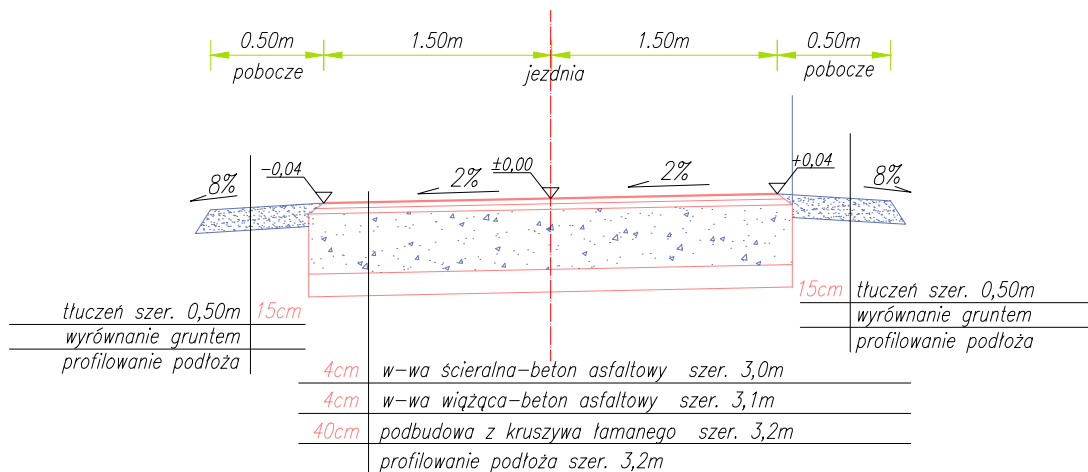 0.50m 1.50m 1.50m 0.50m
pobocze jezdnia pobocze
8% -0,04 2% ±0,00 2% +0,04 8%
tłuczeń szer. 0,50m 15cm
wyrównanie gruntem
profilowanie podłoża
15cm tłuczeń szer. 0,50m
wyrównanie gruntem
profilowanie podłoża
4cm w-wa ścieralna-beton asfaltowy szer. 3,0m
4cm w-wa wiążąca-beton asfaltowy szer. 3,1m
40cm podbudowa z kruszywa łamanego szer. 3,2m
profilowanie podłoża szer. 3,2m